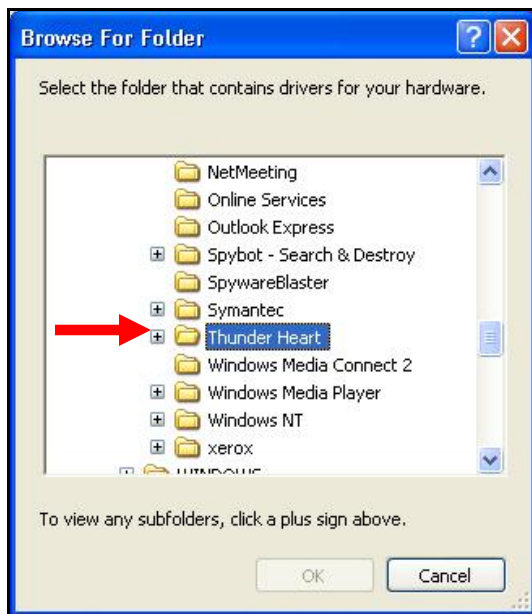 Browse For Folder
Select the folder that contains drivers for your hardware.
NetMeeting
Online Services
Outlook Express
Spybot - Search & Destroy
SpywareBlaster
Symantec
Thunder Heart
Windows Media Connect 2
Windows Media Player
Windows NT
xerox
WINDOWS
To view any subfolders, click a plus sign above.
OK
Cancel